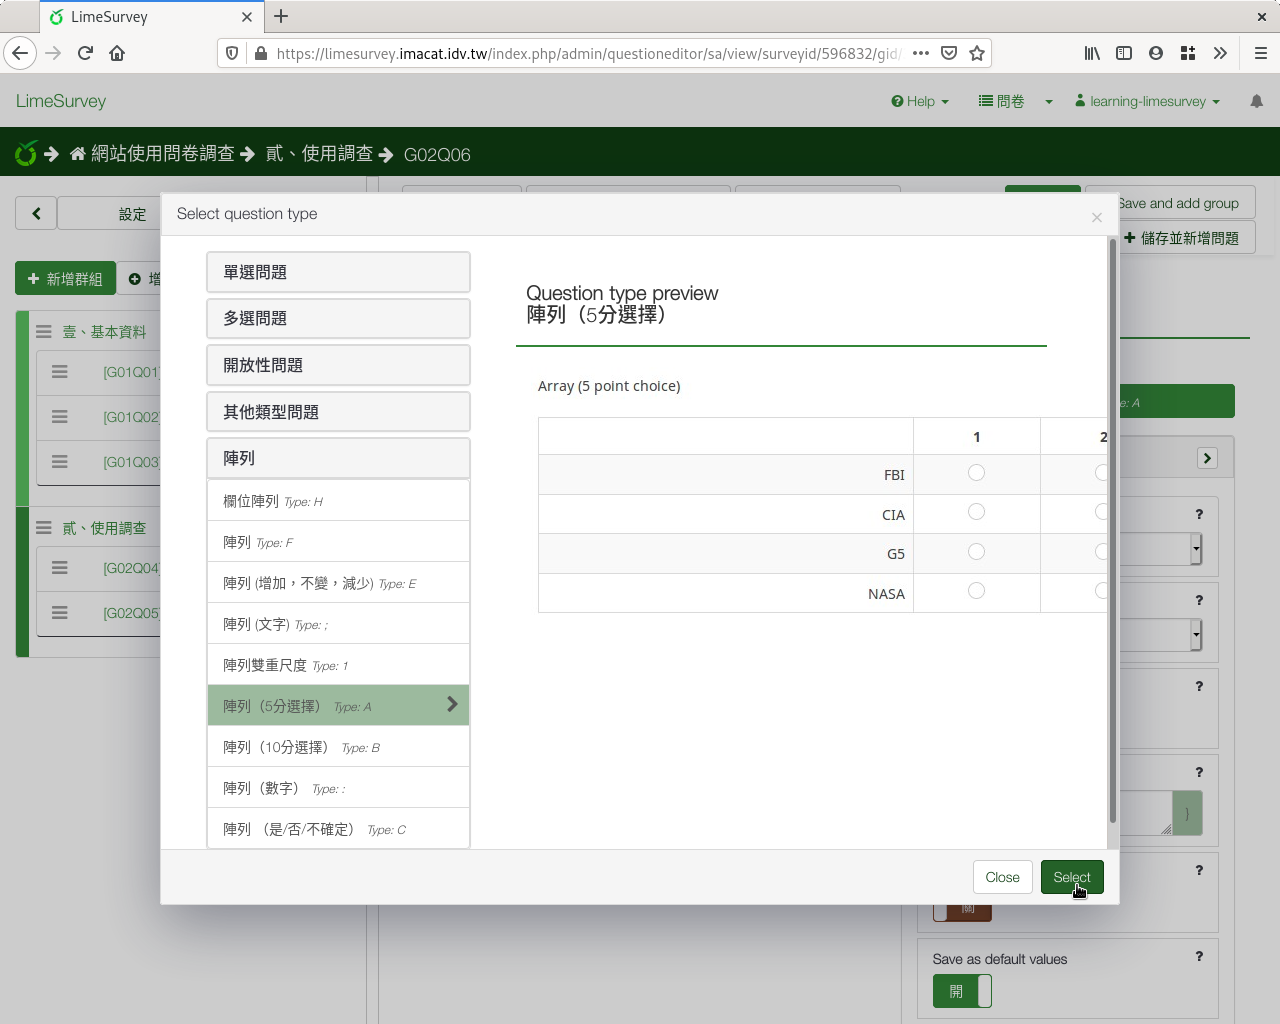 LimeSurvey
https://limesurvey.imacat.idv.tw/index.php/admin/questioneditor/sa/view/surveyid/596832/gid/
LimeSurvey
Help
問卷
learning-limesurvey
網站使用問卷調查
貳、使用調查
G02Q06
設定
Save and add group
儲存並新增問題
新增群組
增
壹、基本資料
[G01Q01]
[G01Q02]
[G01Q03]
貳、使用調查
[G02Q04]
[G02Q05]
Select question type
×
單選問題
多選問題
開放性問題
其他類型問題
陣列
欄位陣列 Type: H
陣列 Type: F
陣列 (增加，不變，減少) Type: E
陣列 (文字) Type: ;
陣列雙重尺度 Type: 1
陣列（5分選擇） Type: A
陣列（10分選擇） Type: B
陣列（數字） Type: :
陣列 （是/否/不確定） Type: C
Question type preview
陣列（5分選擇）
Array (5 point choice)
1
2
FBI
CIA
G5
NASA
e: A
?
?
?
?
}
?
Close
Select
關
Save as default values
?
開